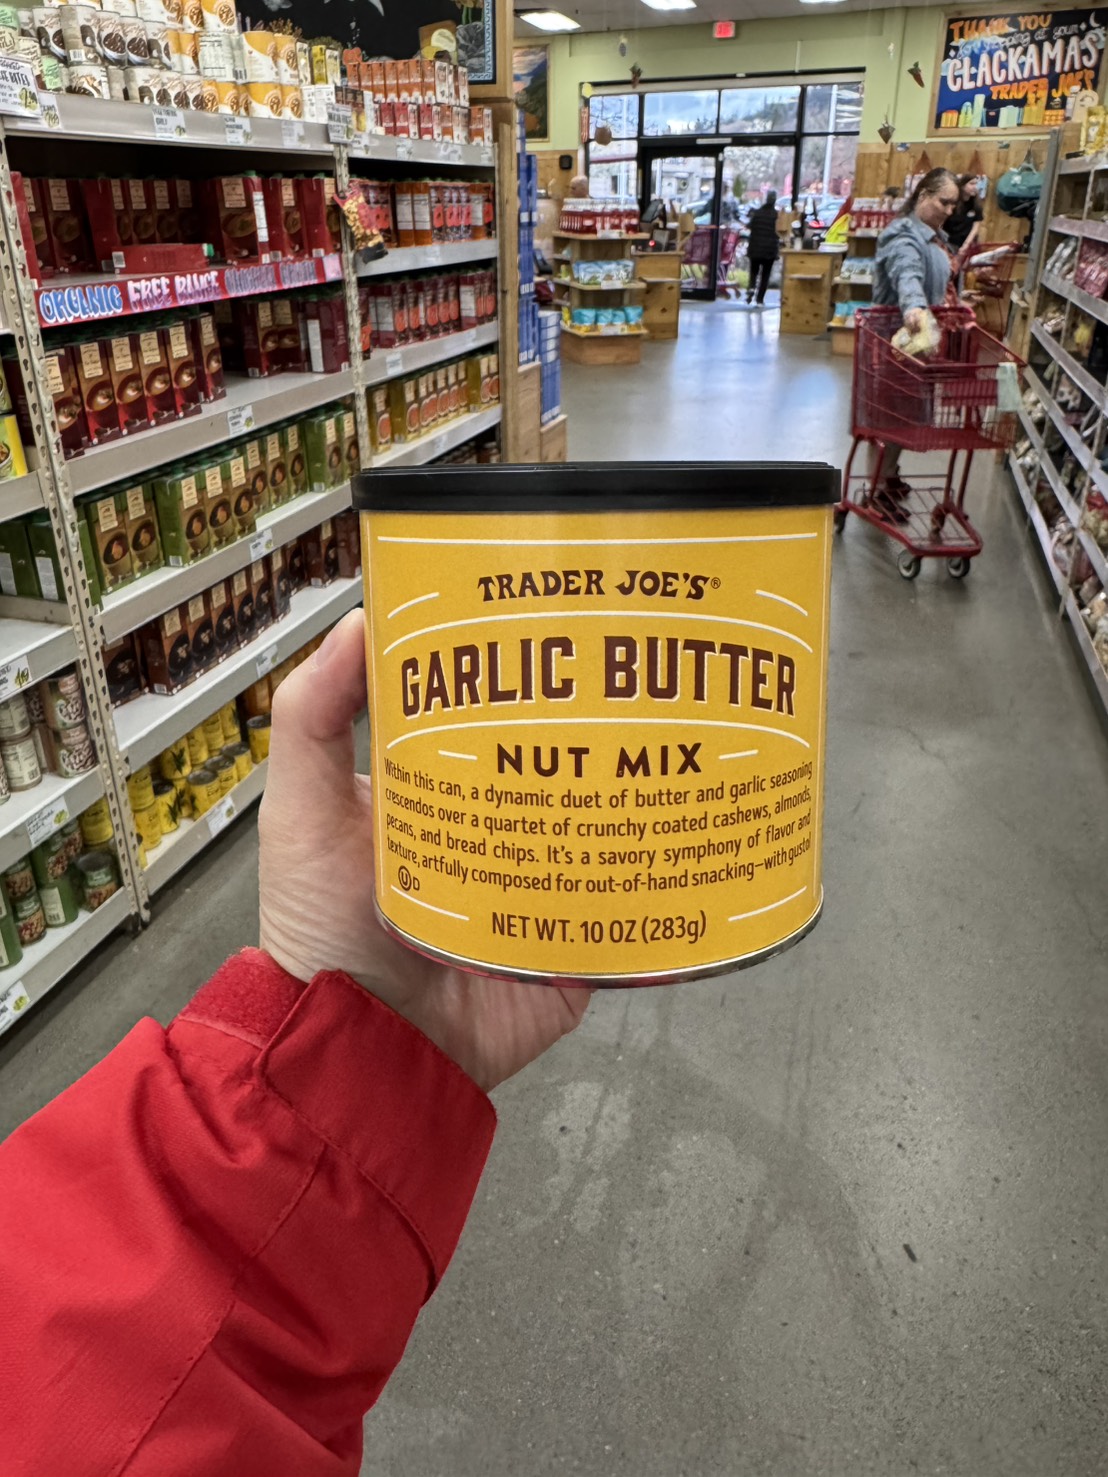 THANK YOU
CLACKAMAS
TRADER JOE'S
ORGANIC FREE RANGE CHICKEN BROTH
TRADER JOE'S®
GARLIC BUTTER
NUT MIX
Within this can, a dynamic duet of butter and garlic seasoning
crescendos over a quartet of crunchy coated cashews, almonds,
pecans, and bread chips. It's a savory symphony of flavor and
texture, artfully composed for out-of-hand snacking—with gusto!
Ⓤ D
NET WT. 10 OZ (283g)